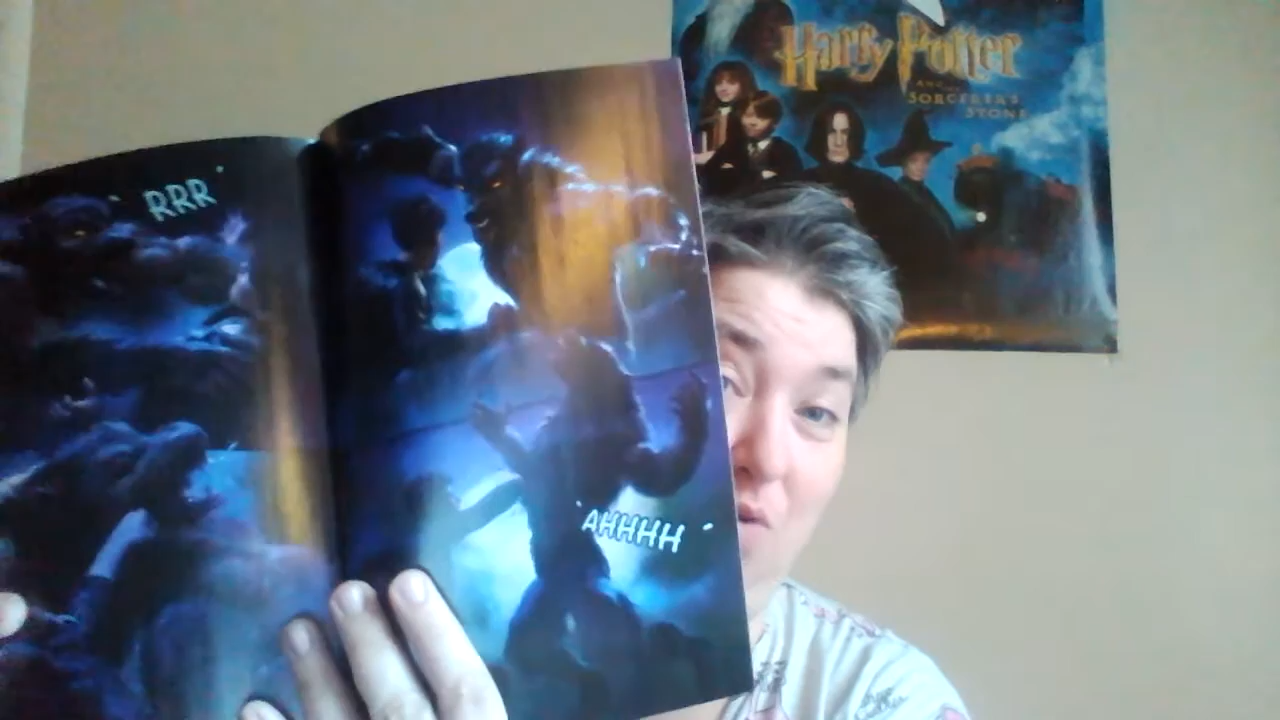 RRR
AHHHH
Harry Potter
AND THE
SORCERER'S
STONE